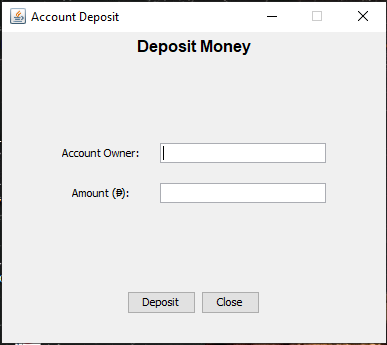 Account Deposit
Deposit Money
Account Owner:
Amount (₱):
Deposit Close